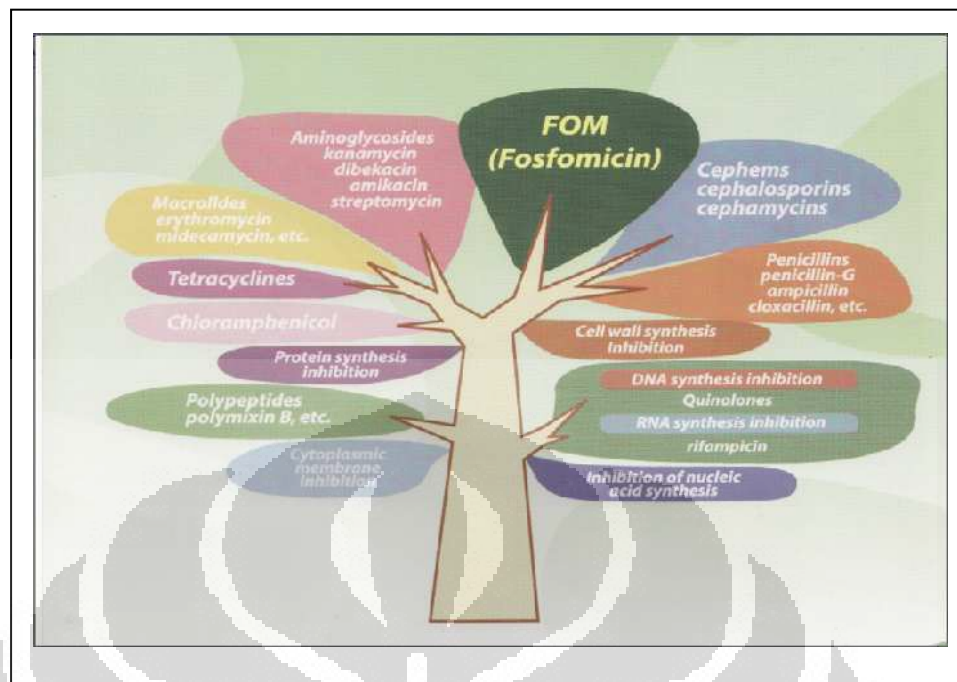 FOM
(Fosfomicin)
Aminoglycosides
kanamycin
dibekacin
amikacin
streptomycin
Cephems
cephalosporins
cephamycins
Macrolides
erythromycin
midecamycin, etc.
Penicillins
penicillin-G
ampicillin
cloxacillin, etc.
Tetracyclines
Chloramphenicol
Cell wall synthesis
Inhibition
Protein synthesis
inhibition
DNA synthesis inhibition
Quinolones
RNA synthesis inhibition
rifampicin
Polypeptides
polymixin B, etc.
Cytoplasmic
membrane
inhibition
Inhibition of nucleic
acid synthesis